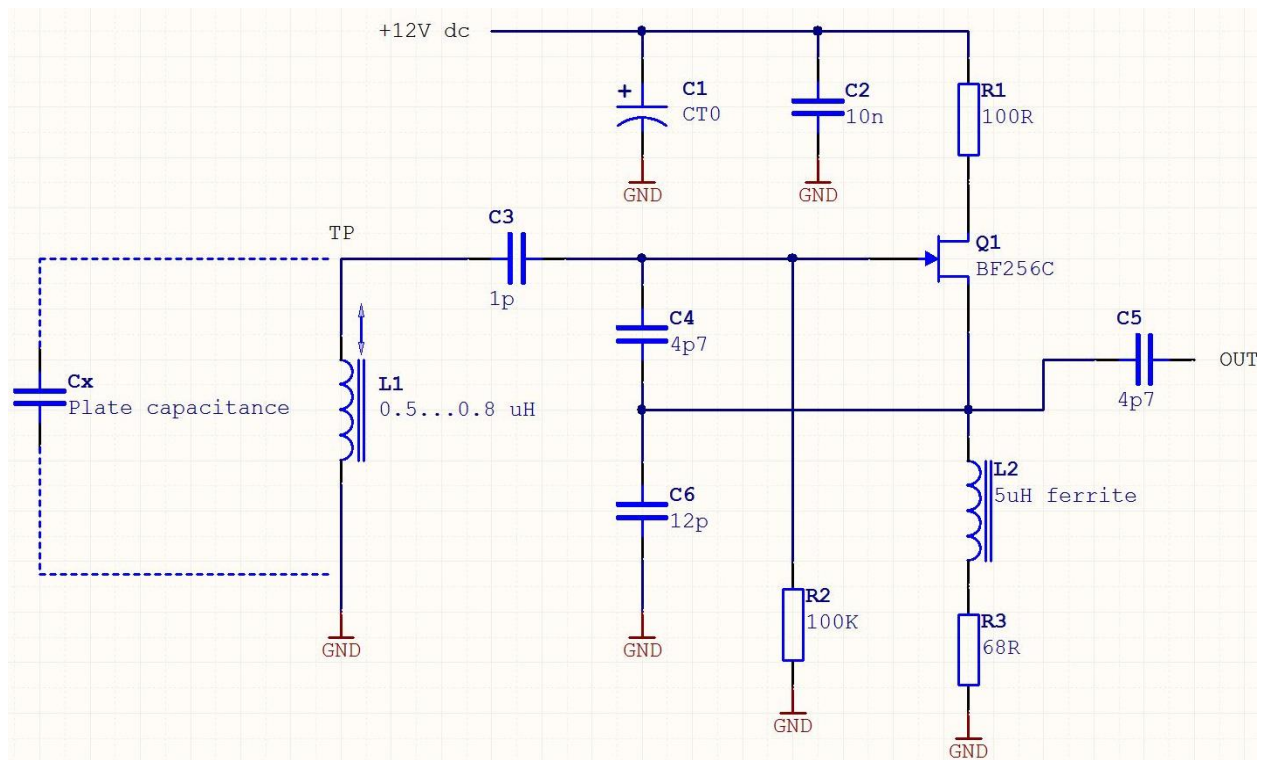 +12V dc
C1
CT0
C2
10n
R1
100R
GND
GND
TP
C3
1p
Q1
BF256C
C4
4p7
C5
4p7
OUT
Cx
Plate capacitance
L1
0.5...0.8 uH
L2
5uH ferrite
C6
12p
R2
100K
R3
68R
GND
GND
GND
GND
+